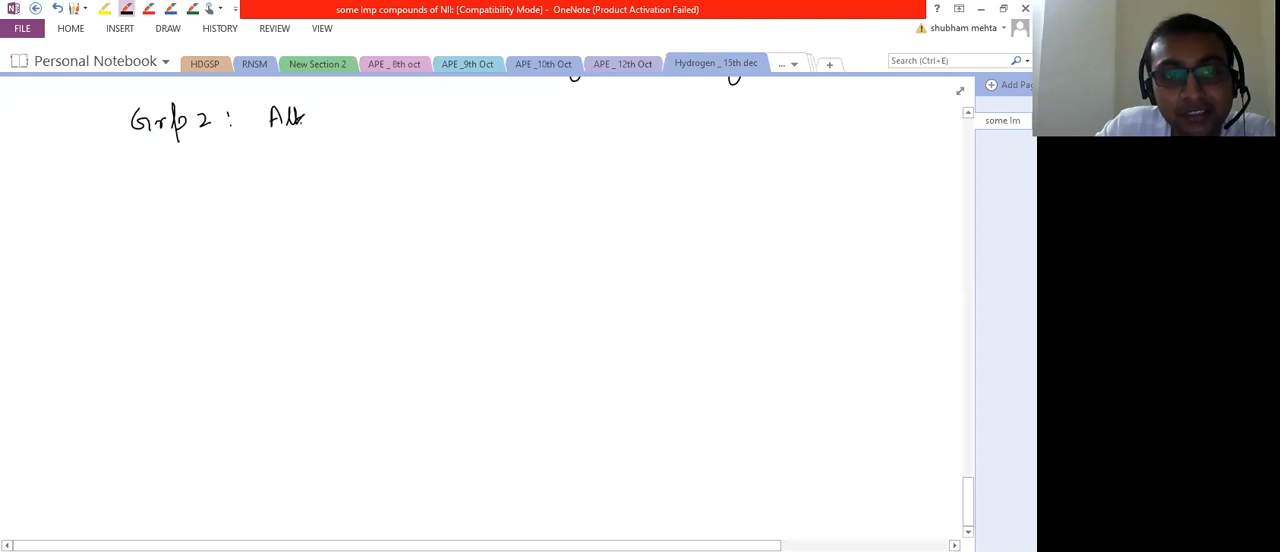 some Imp compounds of NII: [Compatibility Mode] - OneNote (Product Activation Failed)
FILE HOME INSERT DRAW HISTORY REVIEW VIEW
shubham mehta
Personal Notebook HDGSP RNSM New Section 2 APE _ 8th oct APE _9th Oct APE _10th Oct APE _ 12th Oct Hydrogen _ 15th dec ...
Search (Ctrl+E)
Add Pag
some Im
Grp 2 :